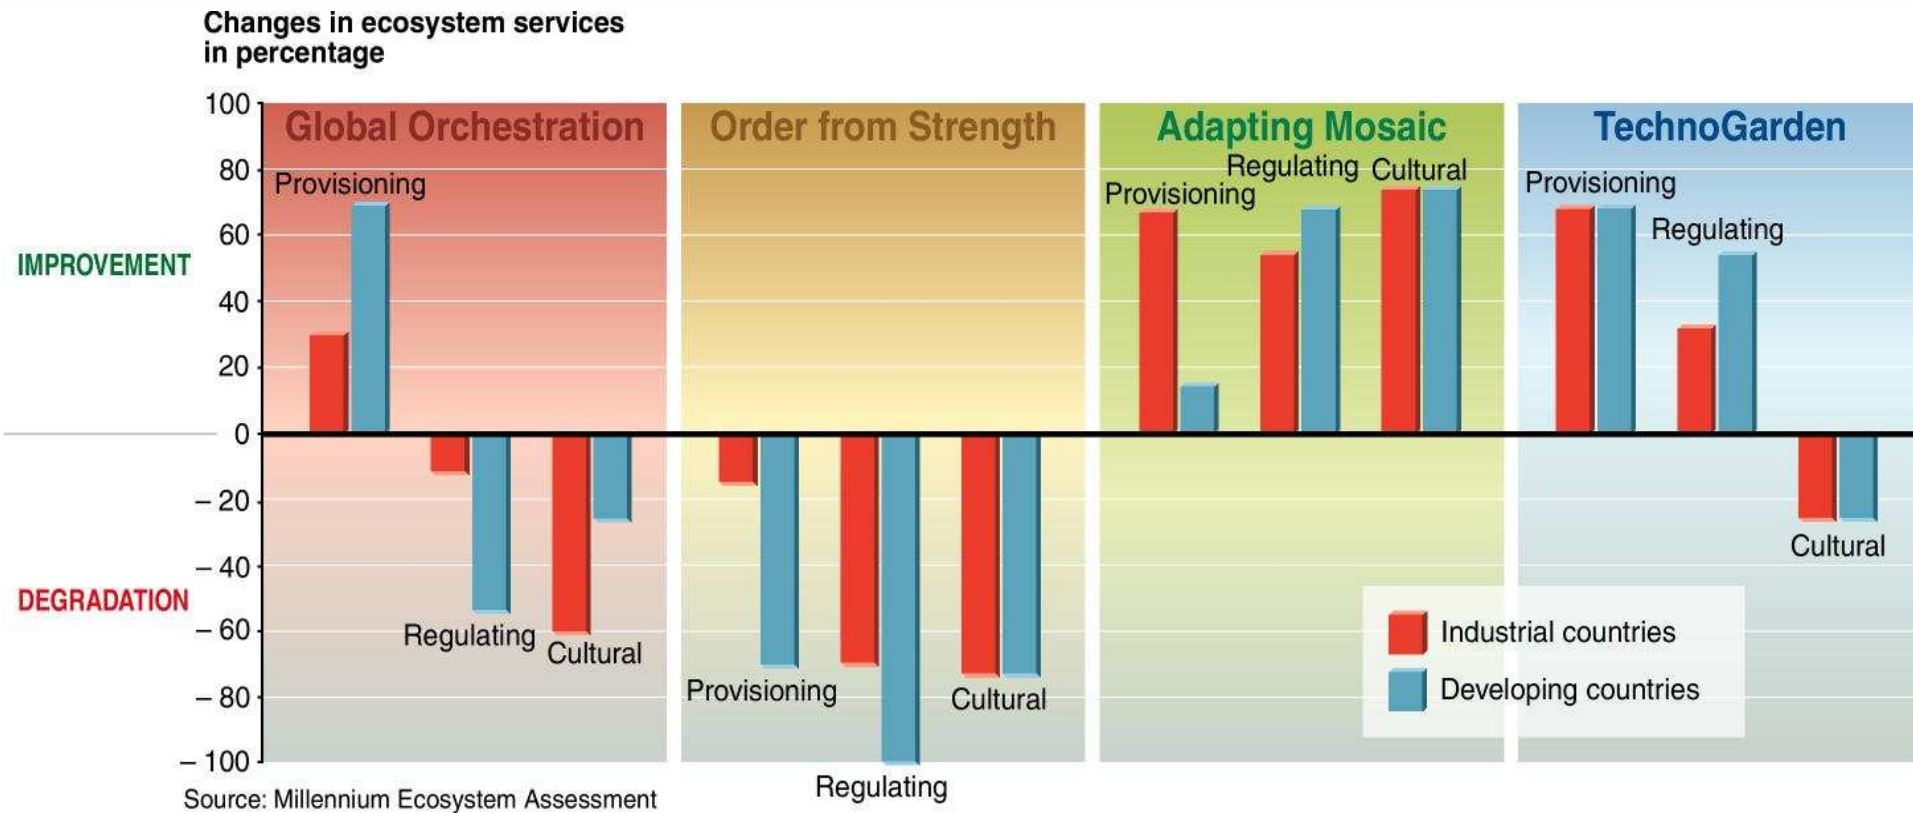 Changes in ecosystem services
in percentage
100
80
60
40
20
0
– 20
– 40
– 60
– 80
– 100
IMPROVEMENT
DEGRADATION
Global Orchestration
Provisioning
Regulating
Cultural
Order from Strength
Provisioning
Regulating
Cultural
Adapting Mosaic
Provisioning
Regulating
Cultural
TechnoGarden
Provisioning
Regulating
Cultural
Industrial countries
Developing countries
Source: Millennium Ecosystem Assessment